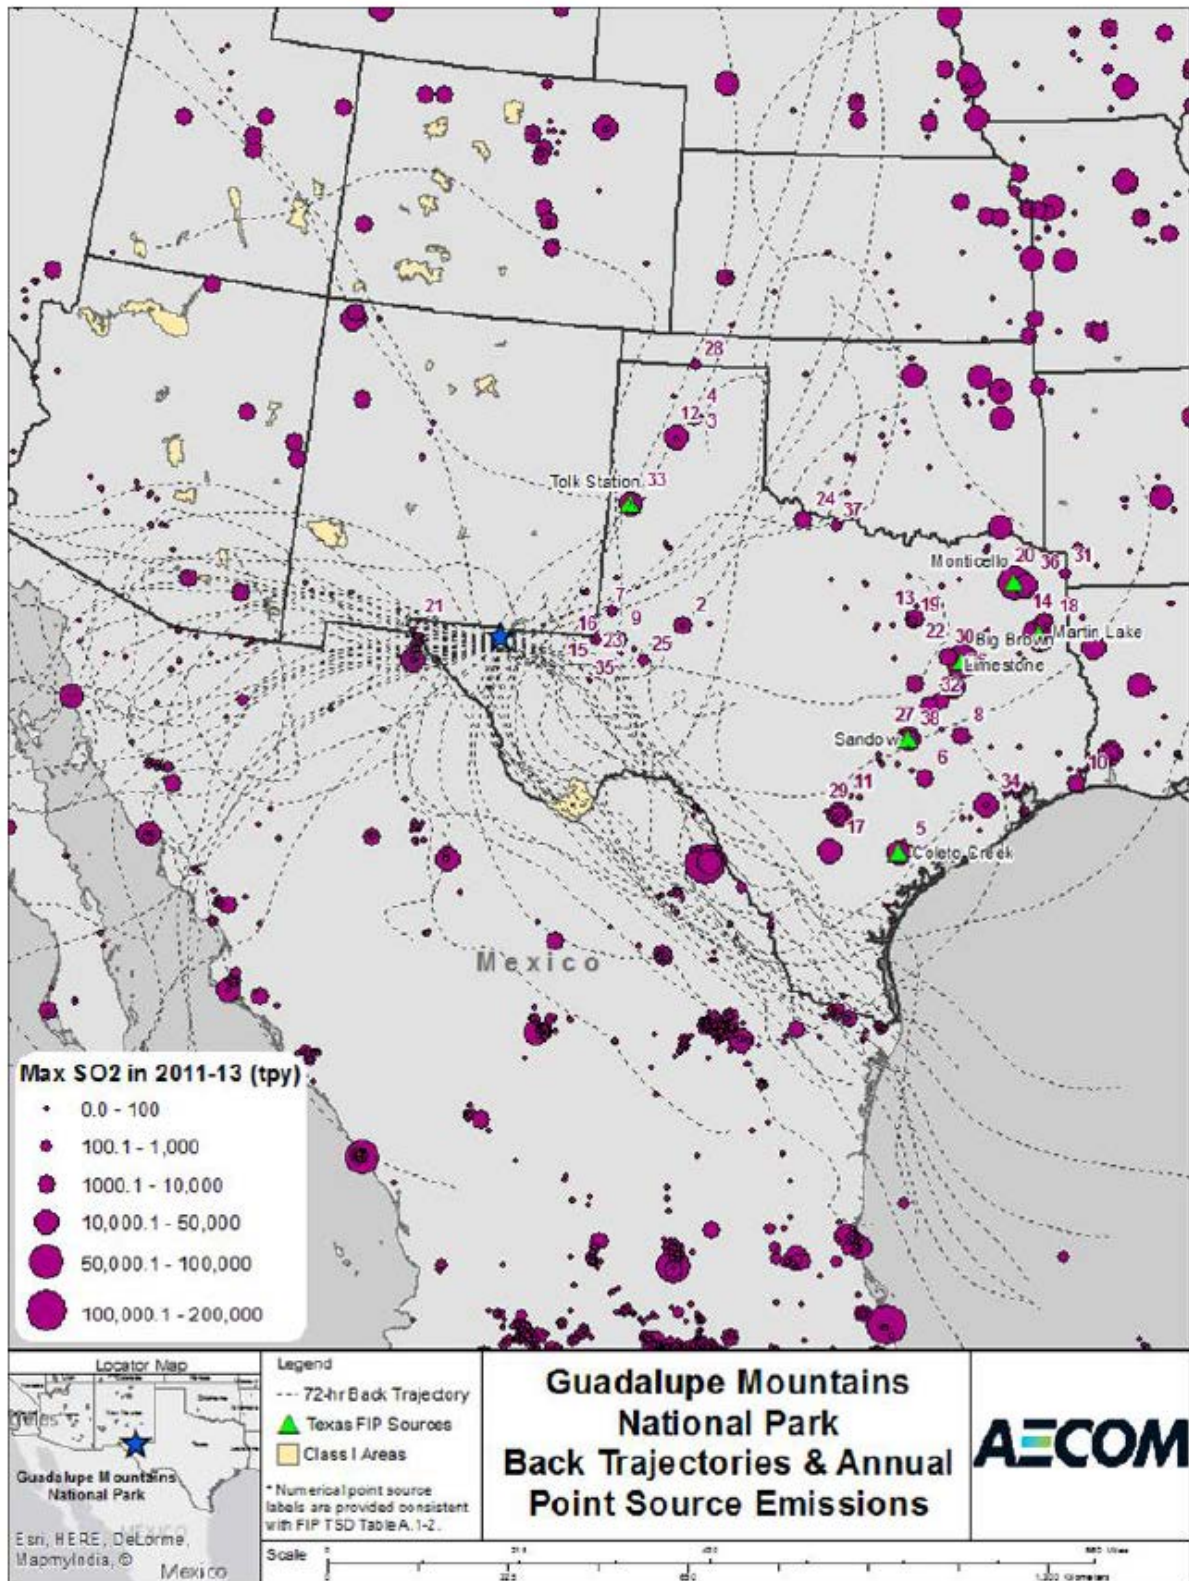 28
4
12
3
Tolk Station
33
24
37
Monticello
20
36
31
7
2
13
19
14
18
21
16
9
22
30
Big Brown
Martin Lake
15
23
25
Limestone
35
32
27
38
8
Sandow
6
10
29
11
34
17
5
Coleto Creek
Mexico
Max SO2 in 2011-13 (tpy)
0.0 - 100
100.1 - 1,000
1000.1 - 10,000
10,000.1 - 50,000
50,000.1 - 100,000
100,000.1 - 200,000
Locator Map
Guadalupe Mountains
National Park
Esri, HERE, DeLorme,
MapmyIndia, ©
MEXICO
Mexico
Legend
72-hr Back Trajectory
Texas FIP Sources
Class I Areas
* Numerical point source
labels are provided consistent
with FIP TSD Table A.1-2.
Guadalupe Mountains
National Park
Back Trajectories & Annual
Point Source Emissions
AECOM
Scale